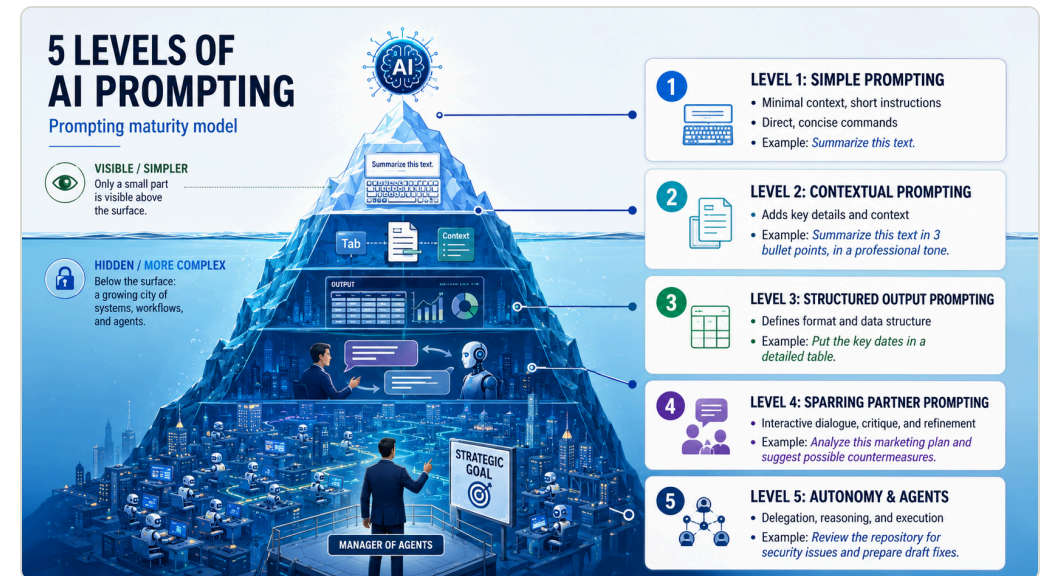 5 LEVELS OF
AI PROMPTING
Prompting maturity model
VISIBLE / SIMPLER
Only a small part
is visible above
the surface.
HIDDEN / MORE COMPLEX
Below the surface:
a growing city of
systems, workflows,
and agents.
AI
Summarize this text.
Tab
Context
OUTPUT
STRATEGIC
GOAL
MANAGER OF AGENTS
1
LEVEL 1: SIMPLE PROMPTING
• Minimal context, short instructions
• Direct, concise commands
• Example: Summarize this text.
2
LEVEL 2: CONTEXTUAL PROMPTING
• Adds key details and context
• Example: Summarize this text in 3
bullet points, in a professional tone.
3
LEVEL 3: STRUCTURED OUTPUT PROMPTING
• Defines format and data structure
• Example: Put the key dates in a
detailed table.
4
LEVEL 4: SPARRING PARTNER PROMPTING
• Interactive dialogue, critique, and refinement
• Example: Analyze this marketing plan and
suggest possible countermeasures.
5
LEVEL 5: AUTONOMY & AGENTS
• Delegation, reasoning, and execution
• Example: Review the repository for
security issues and prepare draft fixes.